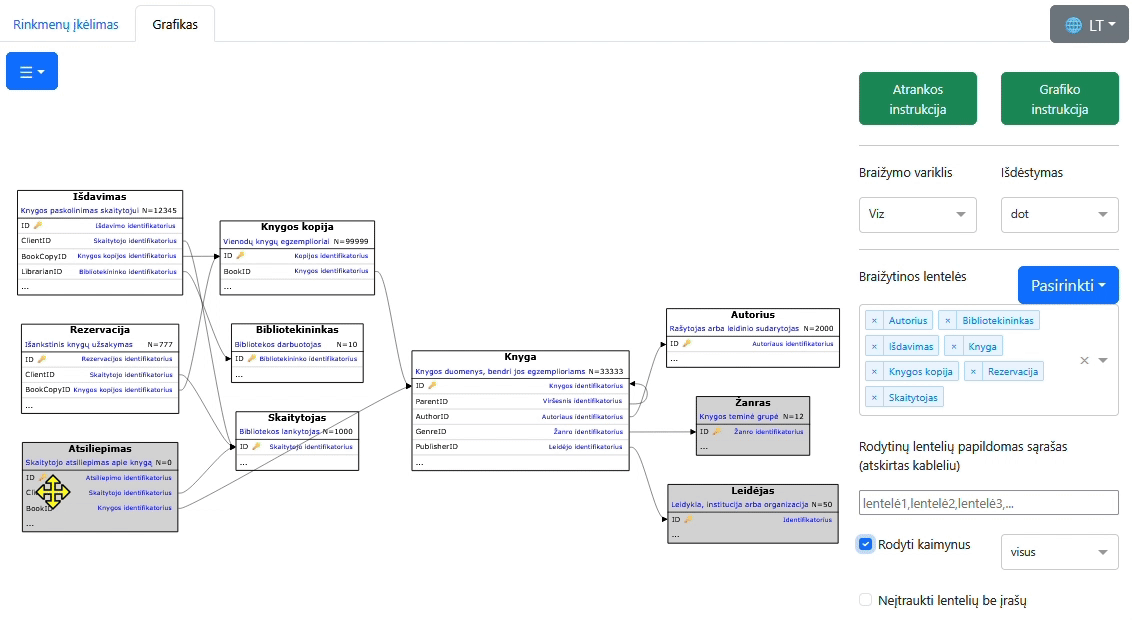 Rinkmenų įkėlimas
Grafikas
LT
Atrankos
instrukcija
Grafiko
instrukcija
Braižymo variklis
Išdėstymas
Viz
dot
Braižytinos lentelės
Pasirinkti
× Autorius × Bibliotekininkas
× Išdavimas × Knyga
× Knygos kopija × Rezervacija
× Skaitytojas
Rodytinų lentelių papildomas sąrašas
(atskirtas kableliu)
lentelė1,lentelė2,lentelė3,...
Rodyti kaimynus
visus
Neįtraukti lentelių be įrašų
Išdavimas
Knygos paskolinimas skaitytojui N=12345
ID Išdavimo identifikatorius
ClientID Skaitytojo identifikatorius
BookCopyID Knygos kopijos identifikatorius
LibrarianID Bibliotekininko identifikatorius
...
Knygos kopija
Vienodų knygų egzemplioriai N=99999
ID Kopijos identifikatorius
BookID Knygos identifikatorius
...
Rezervacija
Išankstinis knygų užsakymas N=777
ID Rezervacijos identifikatorius
ClientID Skaitytojo identifikatorius
BookCopyID Knygos kopijos identifikatorius
...
Bibliotekininkas
Bibliotekos darbuotojas N=10
ID Bibliotekininko identifikatorius
...
Skaitytojas
Bibliotekos lankytojas N=1000
ID Skaitytojo identifikatorius
...
Atsiliepimas
Skaitytojo atsiliepimas apie knygą N=0
ID Atsiliepimo identifikatorius
Skaitytojo identifikatorius
BookID Knygos identifikatorius
...
Knyga
Knygos duomenys, bendri jos egzemplioriams N=33333
ID Knygos identifikatorius
ParentID Viršesnis identifikatorius
AuthorID Autoriaus identifikatorius
GenreID Žanro identifikatorius
PublisherID Leidėjo identifikatorius
...
Autorius
Rašytojas arba leidinio sudarytojas N=2000
ID Autoriaus identifikatorius
...
Žanras
Knygos teminė grupė N=12
ID Žanro identifikatorius
...
Leidėjas
Leidykla, institucija arba organizacija N=50
ID Identifikatorius
...